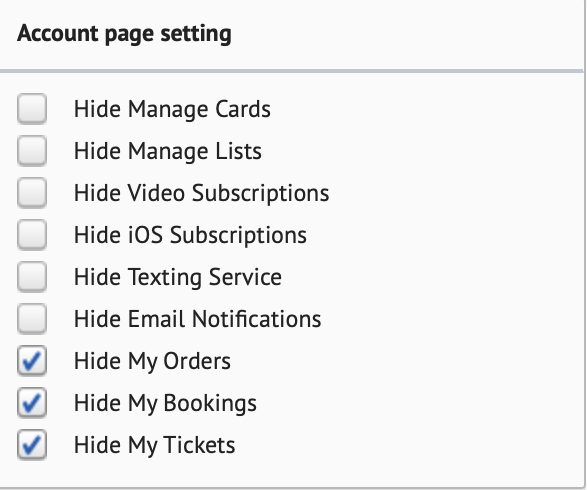 Account page setting
Hide Manage Cards
Hide Manage Lists
Hide Video Subscriptions
Hide iOS Subscriptions
Hide Texting Service
Hide Email Notifications
Hide My Orders
Hide My Bookings
Hide My Tickets